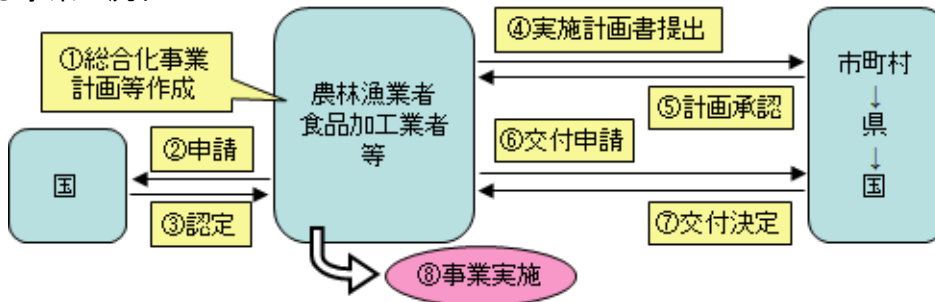 ①総合化事業
計画等作成
農林漁業者
食品加工業者
等
④実施計画書提出
⑤計画承認
⑥交付申請
⑦交付決定
市町村
↓
県
↓
国
②申請
国
③認定
⑧事業実施